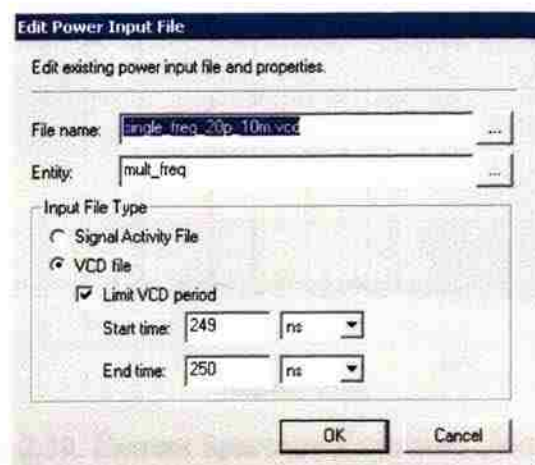 Edit Power Input File
Edit existing power input file and properties.
File name: single_freq_20p_10m.vcd ...
Entity: mult_freq ...
Input File Type
Signal Activity File
VCD file
Limit VCD period
Start time: 249 ns
End time: 250 ns
OK Cancel